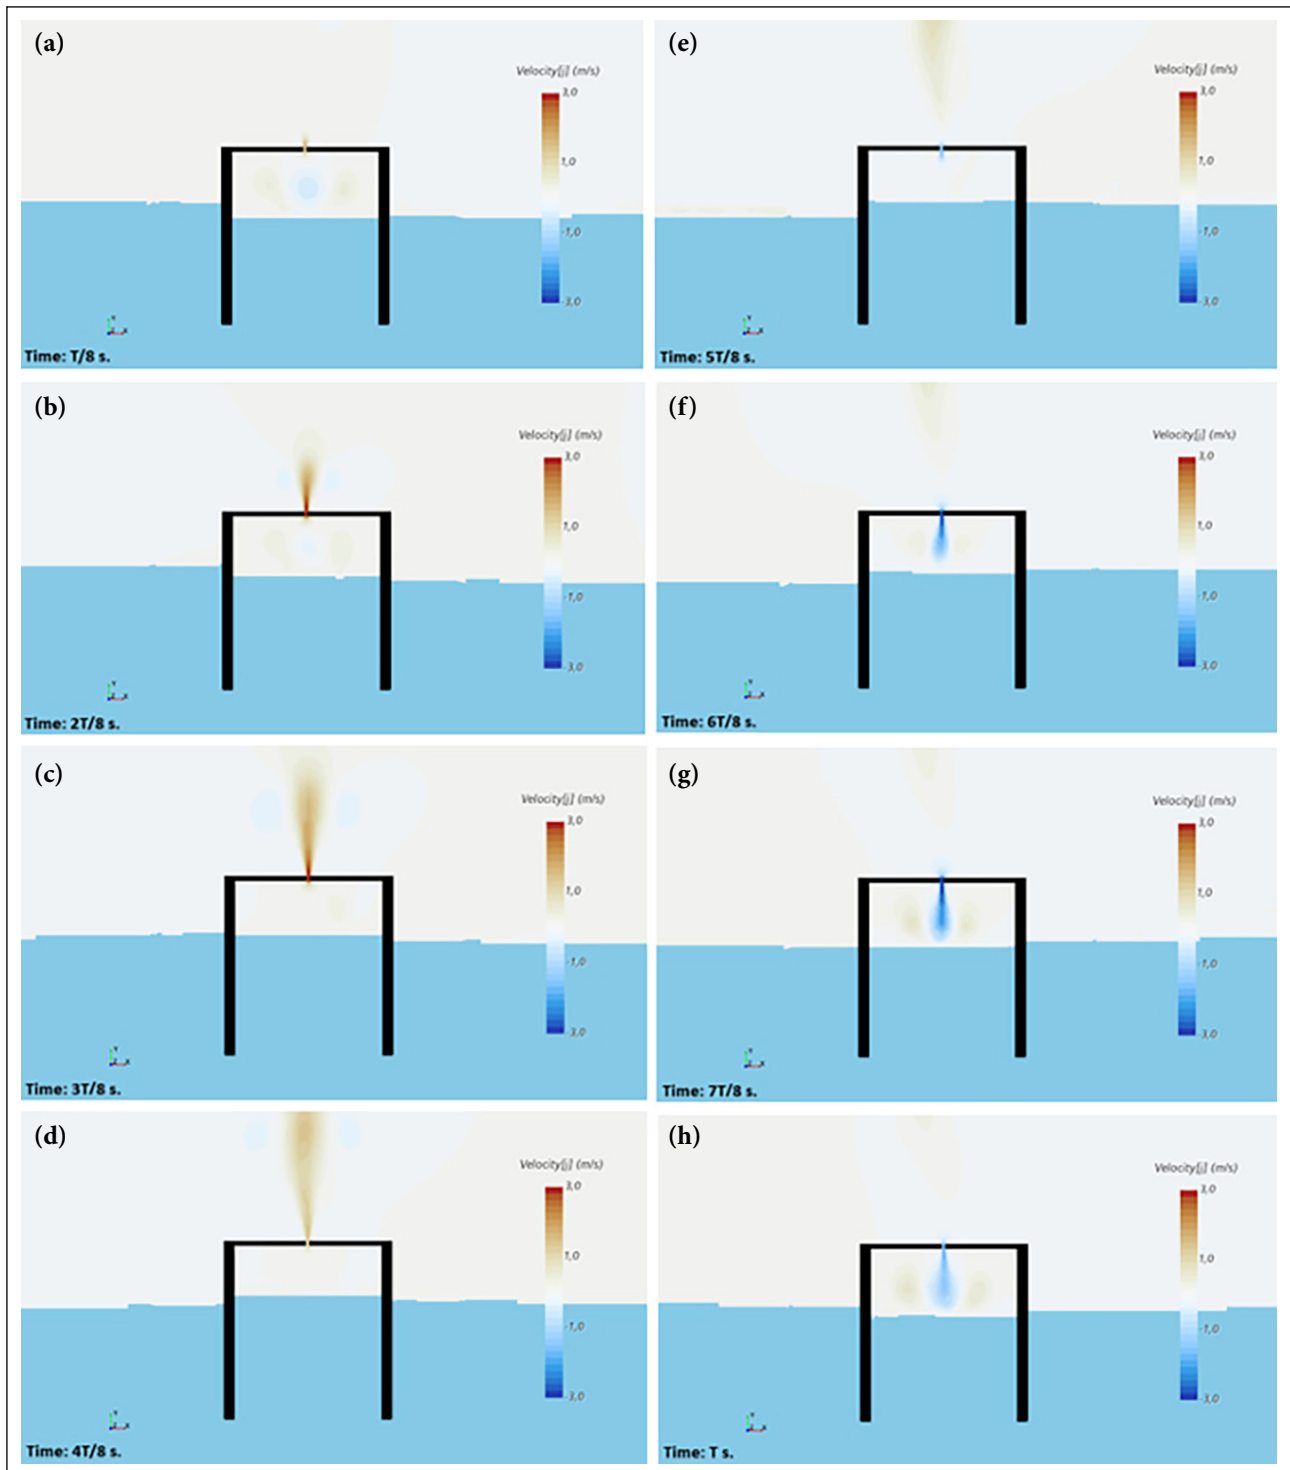 (a)
Velocity[j] (m/s)
3,0
1,0
-1,0
-3,0
Y
Z X
Time: T/8 s.
(e)
Velocity[j] (m/s)
3,0
1,0
-1,0
-3,0
Y
Z X
Time: 5T/8 s.
(b)
Velocity[j] (m/s)
3,0
1,0
-1,0
-3,0
Y
Z X
Time: 2T/8 s.
(f)
Velocity[j] (m/s)
3,0
1,0
-1,0
-3,0
Y
Z X
Time: 6T/8 s.
(c)
Velocity[j] (m/s)
3,0
1,0
-1,0
-3,0
Y
Z X
Time: 3T/8 s.
(g)
Velocity[j] (m/s)
3,0
1,0
-1,0
-3,0
Y
Z X
Time: 7T/8 s.
(d)
Velocity[j] (m/s)
3,0
1,0
-1,0
-3,0
Y
Z X
Time: 4T/8 s.
(h)
Velocity[j] (m/s)
3,0
1,0
-1,0
-3,0
Y
Z X
Time: T s.